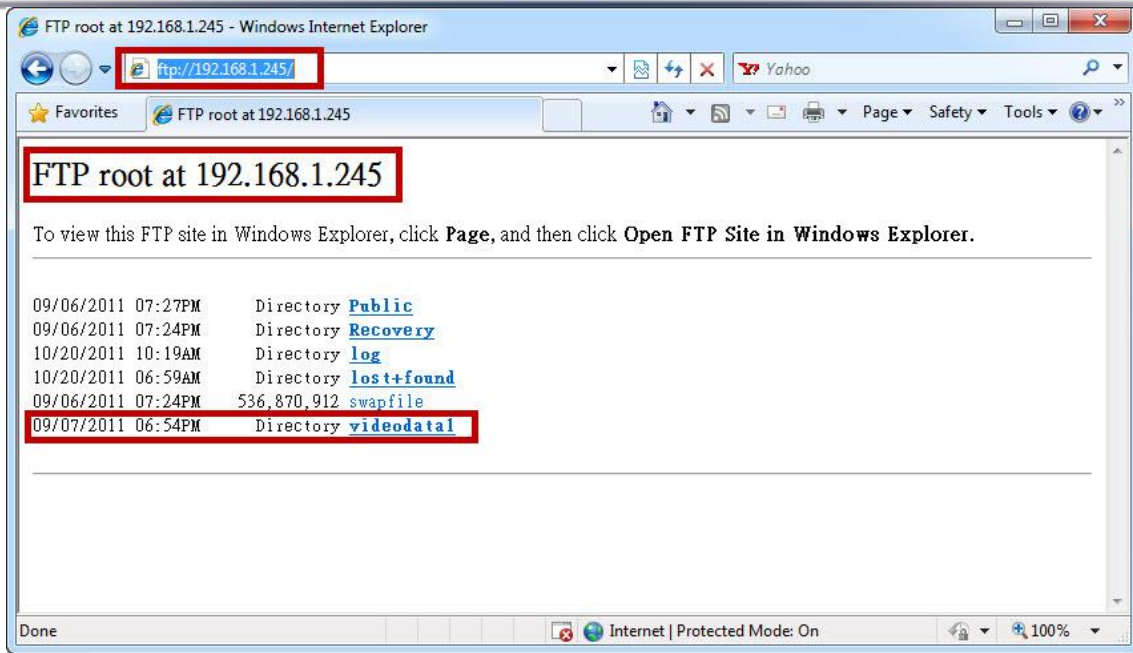 FTP root at 192.168.1.245 - Windows Internet Explorer
ftp://192.168.1.245/
Yahoo
Favorites FTP root at 192.168.1.245 Page Safety Tools
FTP root at 192.168.1.245
To view this FTP site in Windows Explorer, click Page, and then click Open FTP Site in Windows Explorer.
09/06/2011 07:27PM Directory Public
09/06/2011 07:24PM Directory Recovery
10/20/2011 10:19AM Directory log
10/20/2011 06:59AM Directory lost+found
09/06/2011 07:24PM 536,870,912 swapfile
09/07/2011 06:54PM Directory videodata1
Done Internet | Protected Mode: On 100%